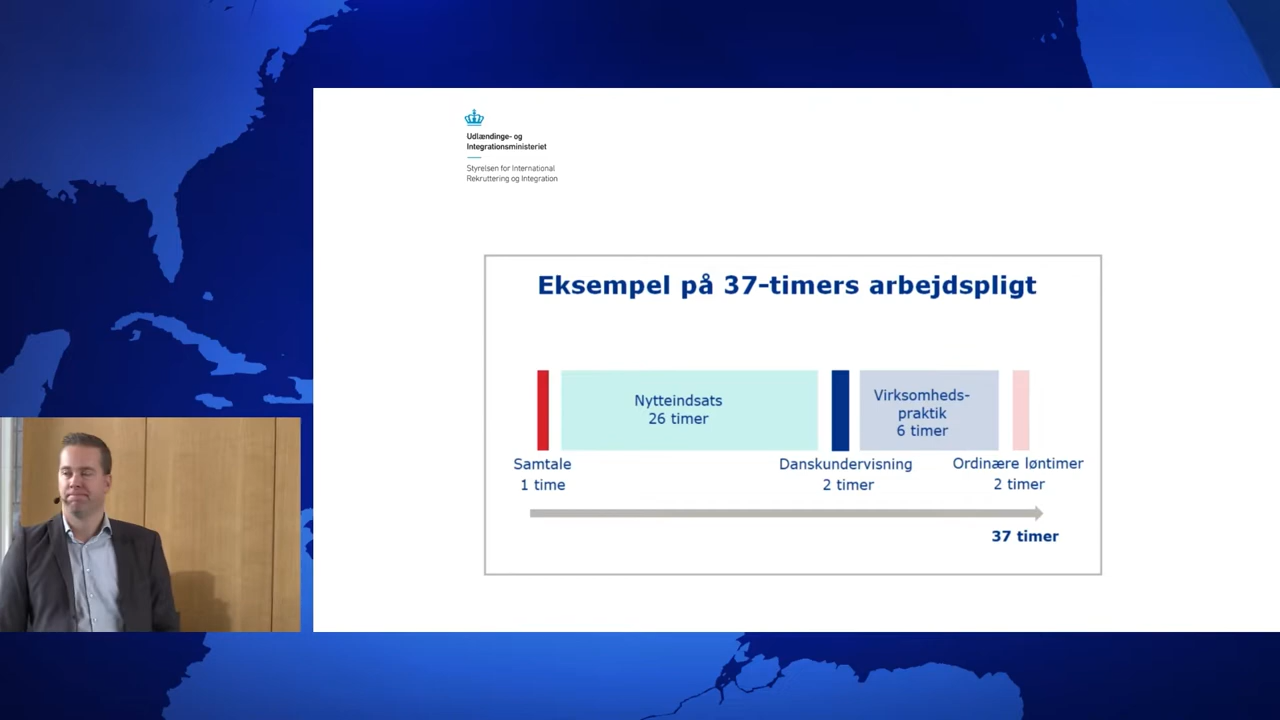 Udlændinge- og
Integrationsministeriet
Styrelsen for International
Rekruttering og Integration
Eksempel på 37-timers arbejdspligt
Nytteindsats
26 timer
Virksomheds-
praktik
6 timer
Samtale
1 time
Danskundervisning
2 timer
Ordinære løntimer
2 timer
37 timer